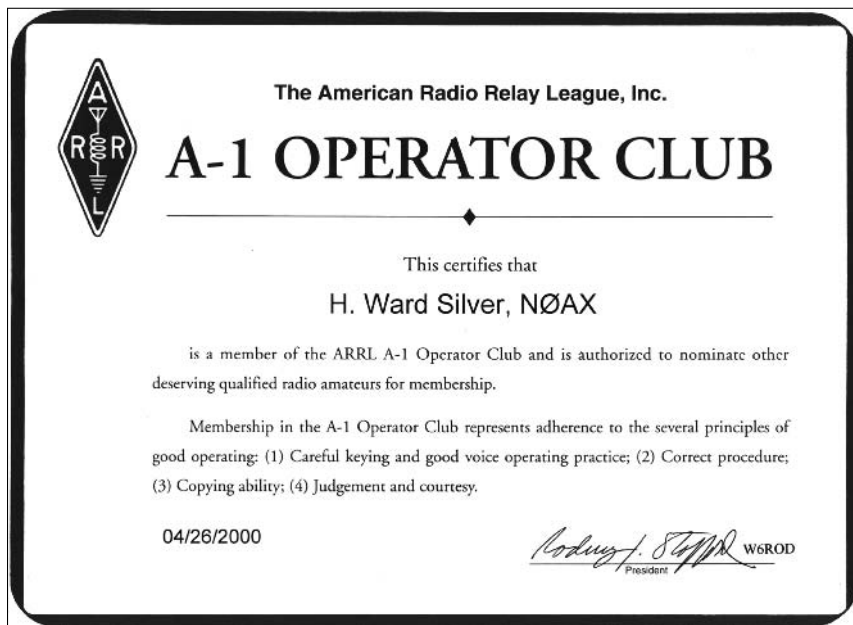 The American Radio Relay League, Inc.
A
R R
L
A-1 OPERATOR CLUB
This certifies that
H. Ward Silver, NØAX
is a member of the ARRL A-1 Operator Club and is authorized to nominate other
deserving qualified radio amateurs for membership.
Membership in the A-1 Operator Club represents adherence to the several principles of
good operating: (1) Careful keying and good voice operating practice; (2) Correct procedure;
(3) Copying ability; (4) Judgement and courtesy.
04/26/2000
Rodney J. Stafford W6ROD
President